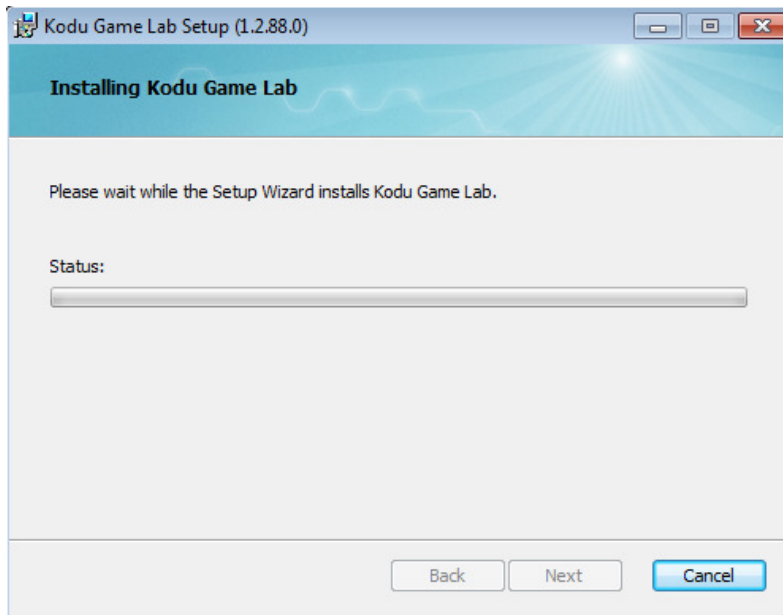 Kodu Game Lab Setup (1.2.88.0)
Installing Kodu Game Lab
Please wait while the Setup Wizard installs Kodu Game Lab.
Status:
Back Next Cancel